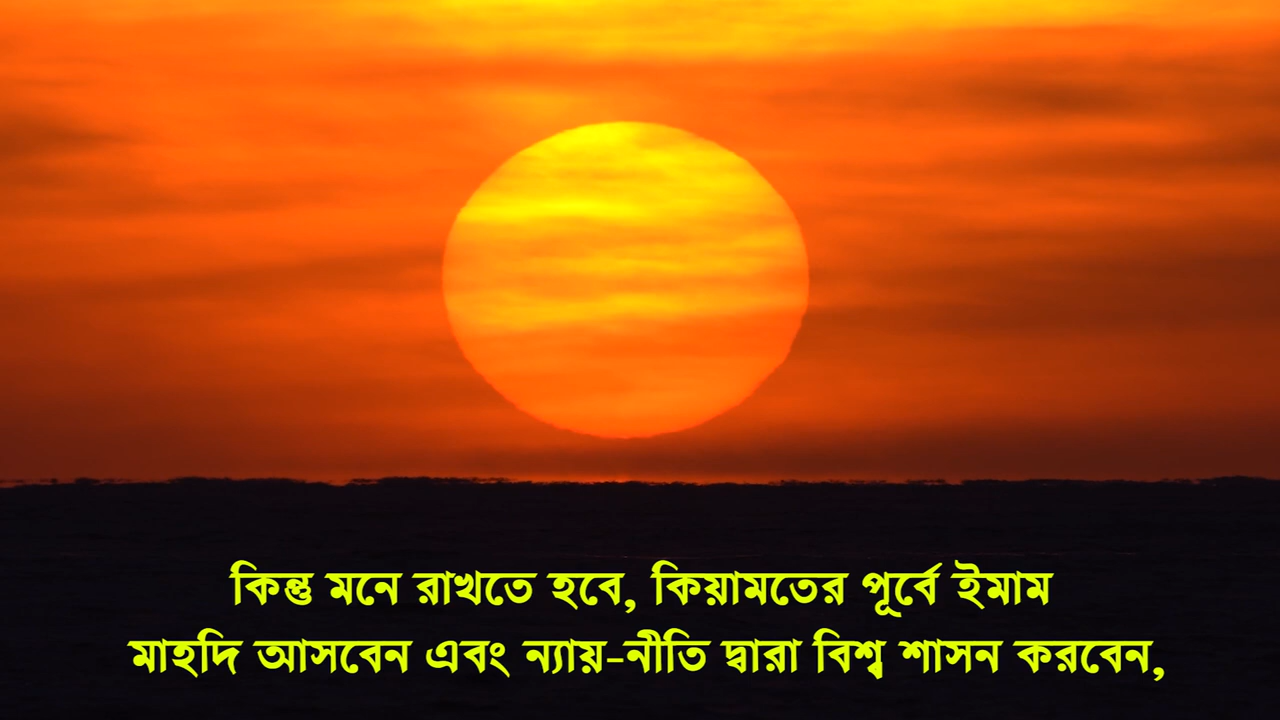 কিন্তু মনে রাখতে হবে, কিয়ামতের পূর্বে ইমাম
মাহদি আসবেন এবং ন্যায়-নীতি দ্বারা বিশ্ব শাসন করবেন,